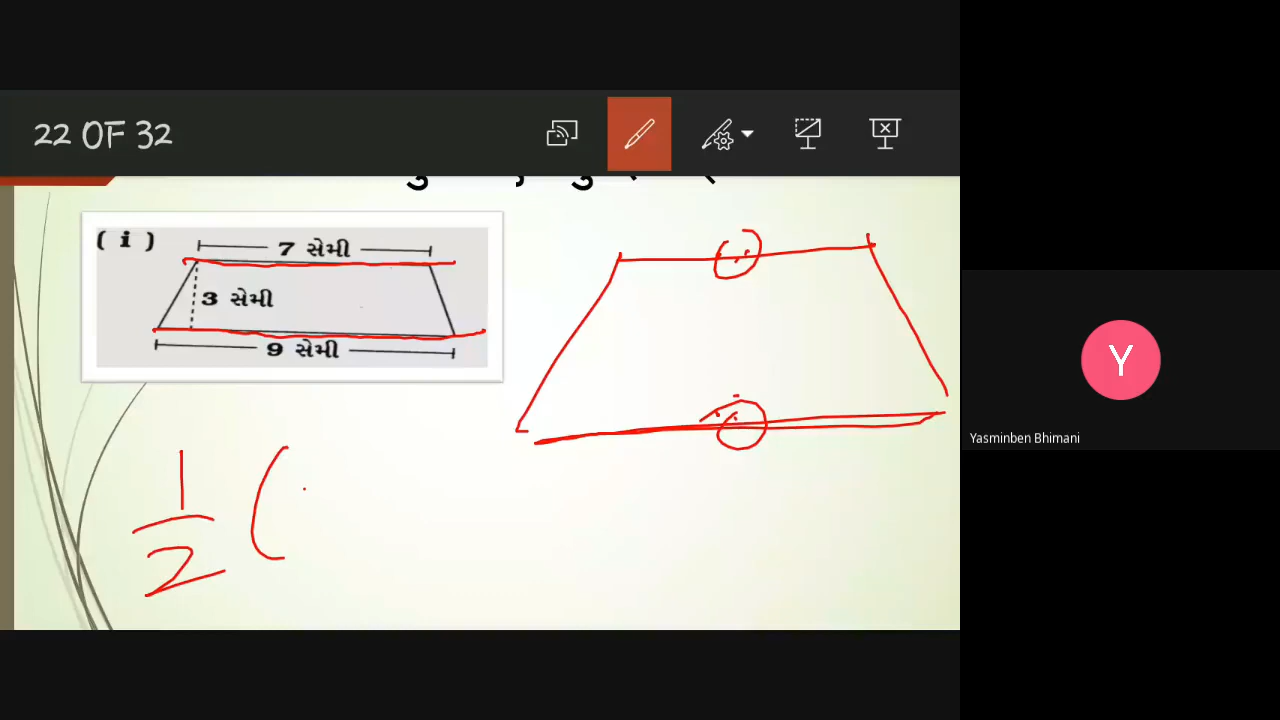 22 OF 32
( i )
7 સેમી
3 સેમી
9 સેમી
1
2 (
Y
Yasminben Bhimani